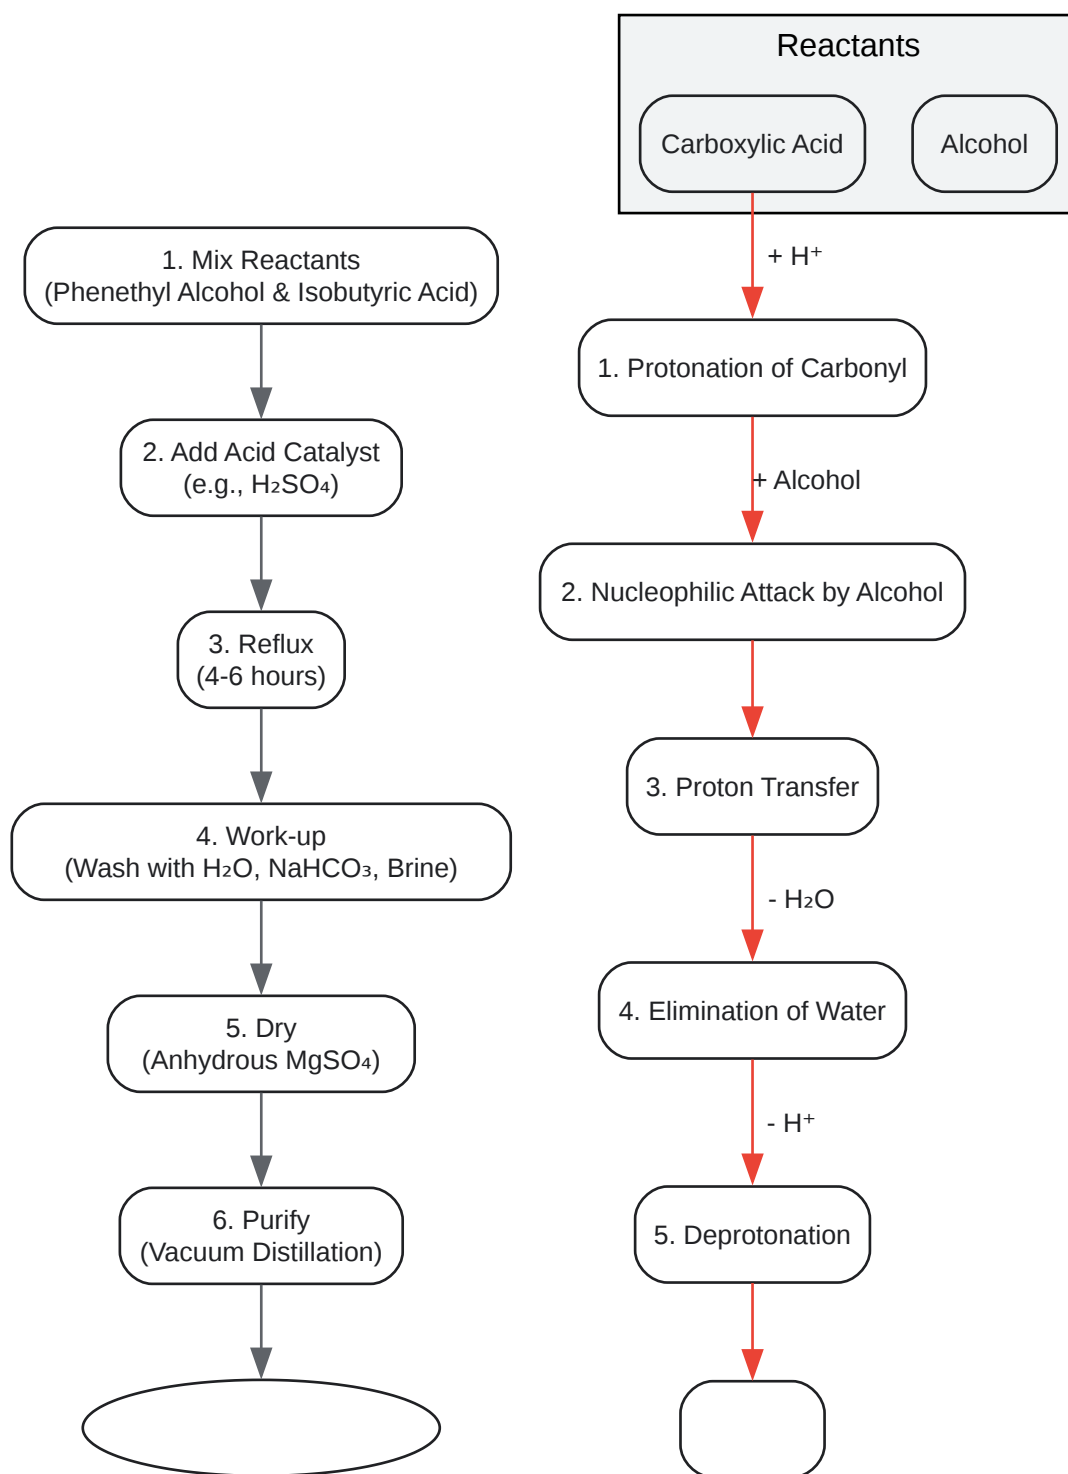 Reactants
Carboxylic Acid
Alcohol
+ H⁺
1. Protonation of Carbonyl
+ Alcohol
2. Nucleophilic Attack by Alcohol
3. Proton Transfer
- H₂O
4. Elimination of Water
- H⁺
5. Deprotonation
1. Mix Reactants
(Phenethyl Alcohol & Isobutyric Acid)
2. Add Acid Catalyst
(e.g., H₂SO₄)
3. Reflux
(4-6 hours)
4. Work-up
(Wash with H₂O, NaHCO₃, Brine)
5. Dry
(Anhydrous MgSO₄)
6. Purify
(Vacuum Distillation)